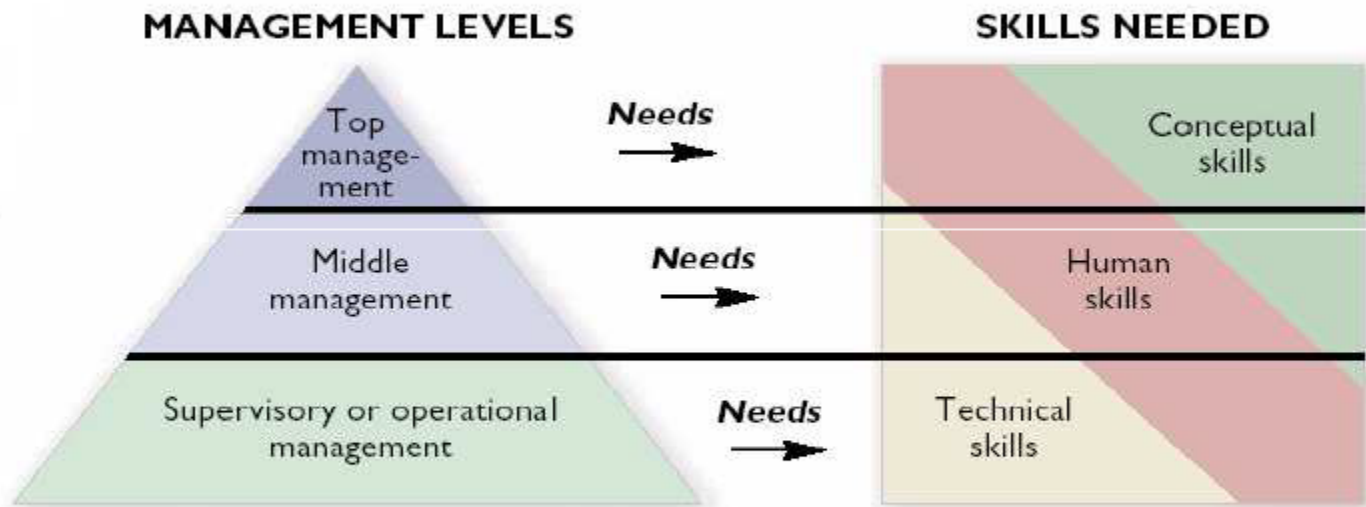 MANAGEMENT LEVELS
SKILLS NEEDED
Top
manage-
ment
Needs
Conceptual
skills
Middle
management
Needs
Human
skills
Supervisory or operational
management
Needs
Technical
skills